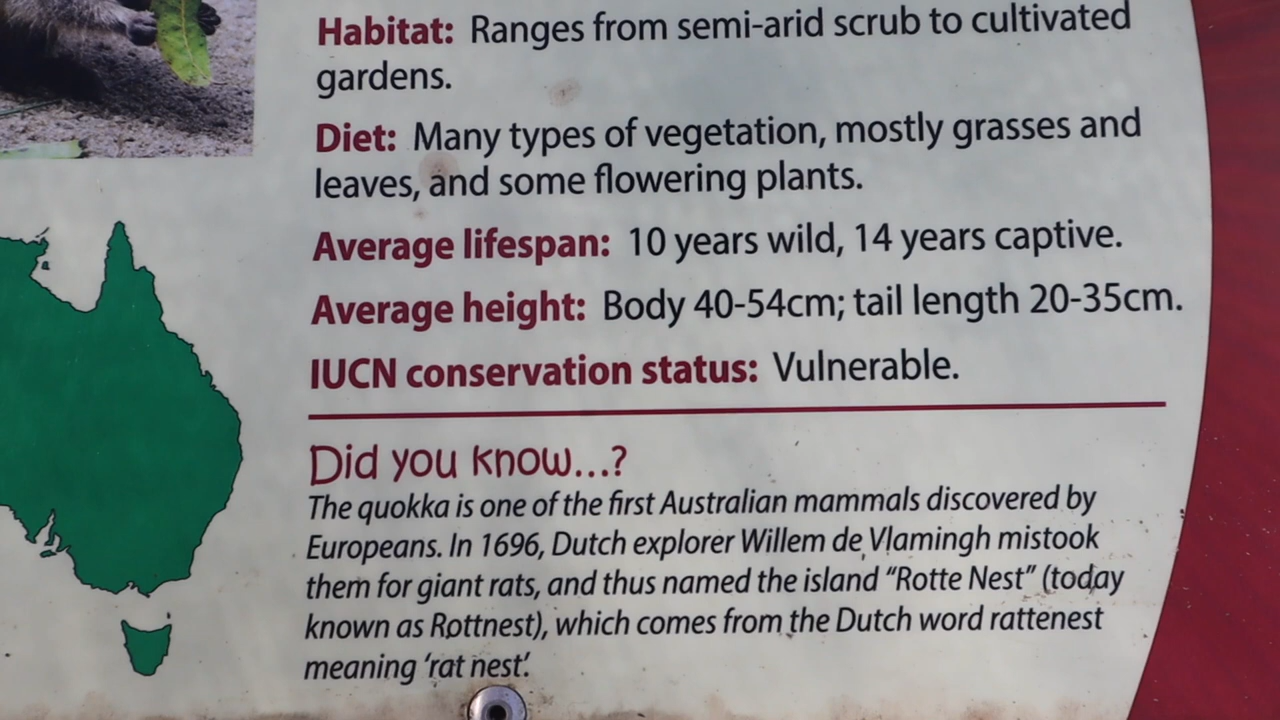 Habitat: Ranges from semi-arid scrub to cultivated
gardens.
Diet: Many types of vegetation, mostly grasses and
leaves, and some flowering plants.
Average lifespan: 10 years wild, 14 years captive.
Average height: Body 40-54cm; tail length 20-35cm.
IUCN conservation status: Vulnerable.
Did you know...?
The quokka is one of the first Australian mammals discovered by
Europeans. In 1696, Dutch explorer Willem de Vlamingh mistook
them for giant rats, and thus named the island “Rotte Nest” (today
known as Rottnest), which comes from the Dutch word rattenest
meaning ‘rat nest’.